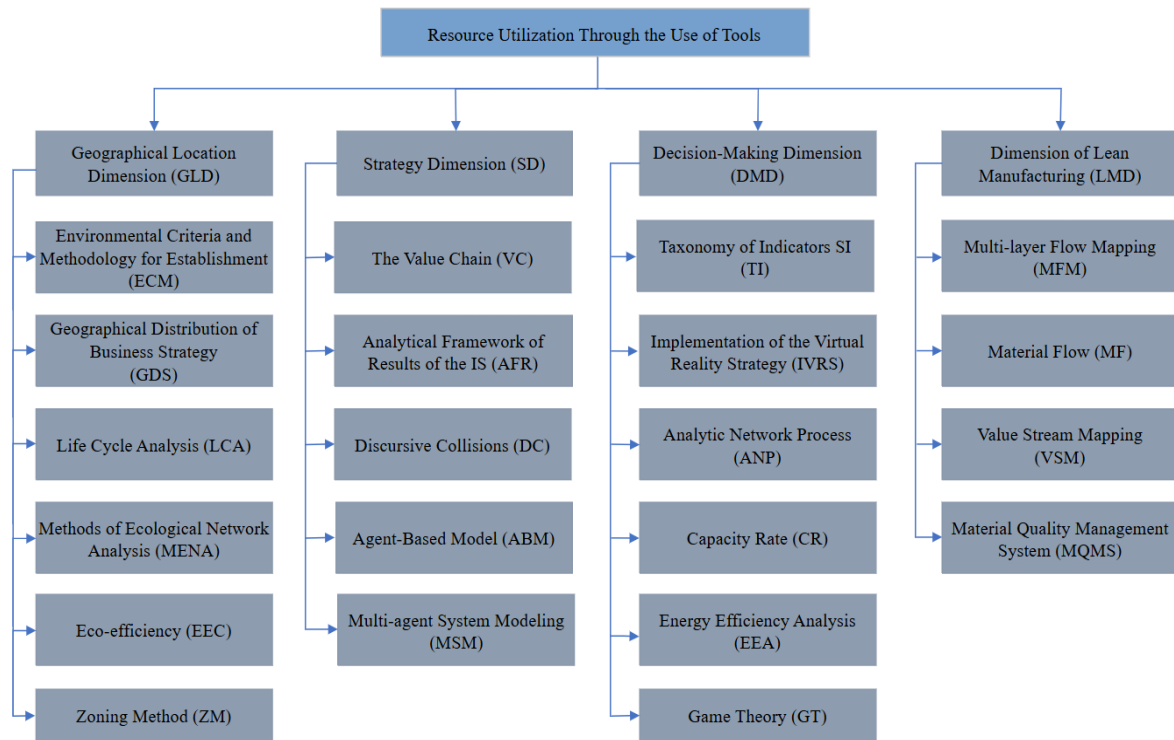 Resource Utilization Through the Use of Tools
Geographical Location
Dimension (GLD)
Environmental Criteria and
Methodology for Establishment
(ECM)
Geographical Distribution of
Business Strategy
(GDS)
Life Cycle Analysis (LCA)
Methods of Ecological Network
Analysis (MENA)
Eco-efficiency (EEC)
Zoning Method (ZM)
Strategy Dimension (SD)
The Value Chain (VC)
Analytical Framework of
Results of the IS (AFR)
Discursive Collisions (DC)
Agent-Based Model (ABM)
Multi-agent System Modeling
(MSM)
Decision-Making Dimension
(DMD)
Taxonomy of Indicators SI
(TI)
Implementation of the Virtual
Reality Strategy (IVRS)
Analytic Network Process
(ANP)
Capacity Rate (CR)
Energy Efficiency Analysis
(EEA)
Game Theory (GT)
Dimension of Lean
Manufacturing (LMD)
Multi-layer Flow Mapping
(MFM)
Material Flow (MF)
Value Stream Mapping
(VSM)
Material Quality Management
System (MQMS)